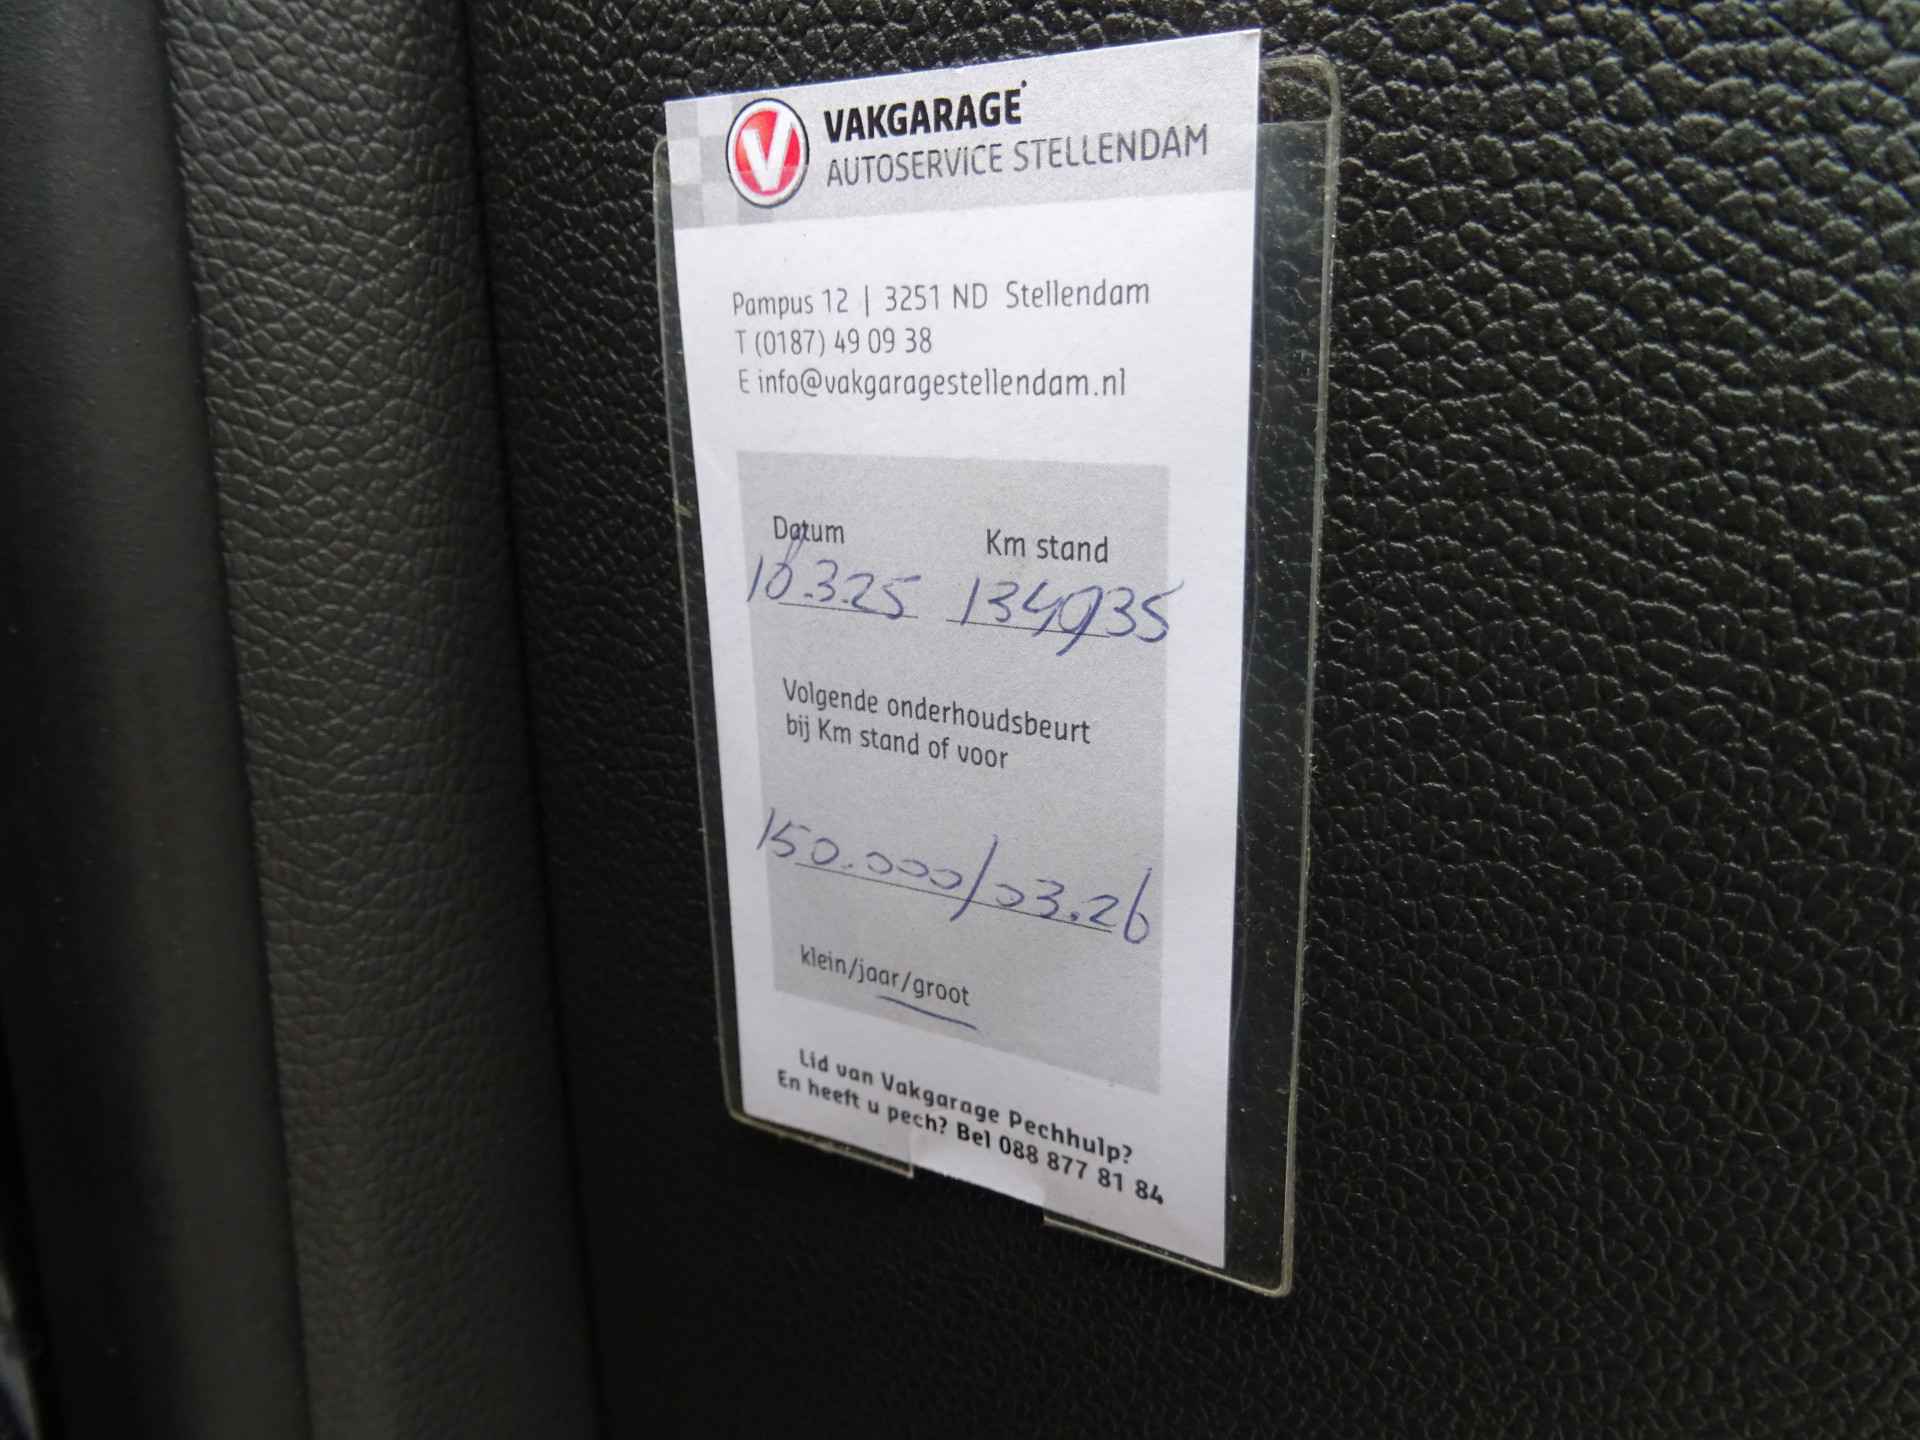 V
VAKGARAGE
AUTOSERVICE STELLENDAM
Pampus 12 | 3251 ND Stellendam
T (0187) 49 09 38
E info@vakgaragestellendam.nl
Datum Km stand
10.3.25 134935
Volgende onderhoudsbeurt
bij Km stand of voor
150.000/03.26
klein/jaar/groot
Lid van Vakgarage Pechhulp?
En heeft u pech? Bel 088 877 81 84